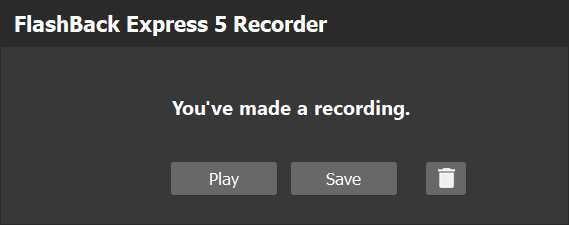 FlashBack Express 5 Recorder
You've made a recording.
Play Save